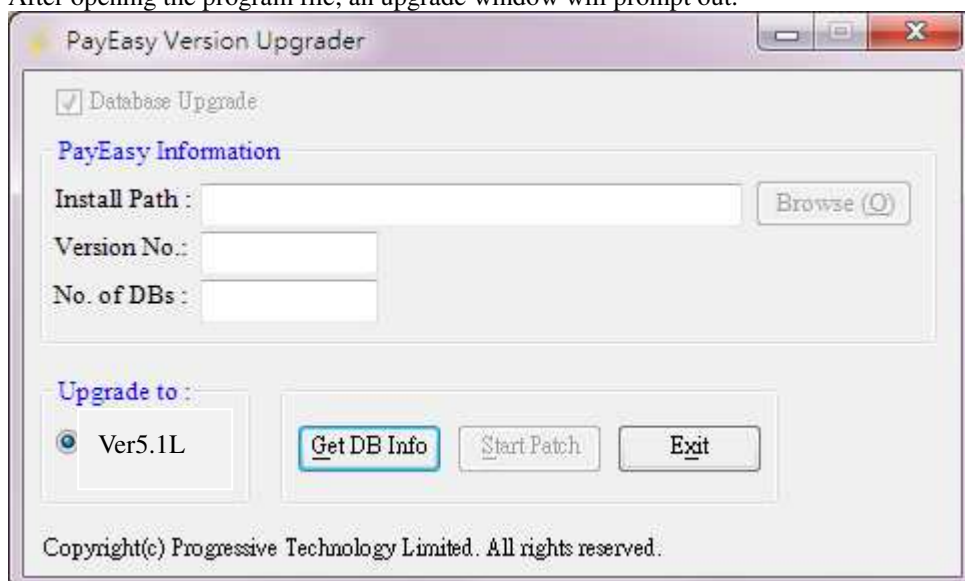 After opening the program file, an upgrade window will prompt out.
PayEasy Version Upgrader
Database Upgrade
PayEasy Information
Install Path :
Browse (O)
Version No.:
No. of DBs :
Upgrade to :
Ver5.1L
Get DB Info
Start Patch
Exit
Copyright(c) Progressive Technology Limited. All rights reserved.